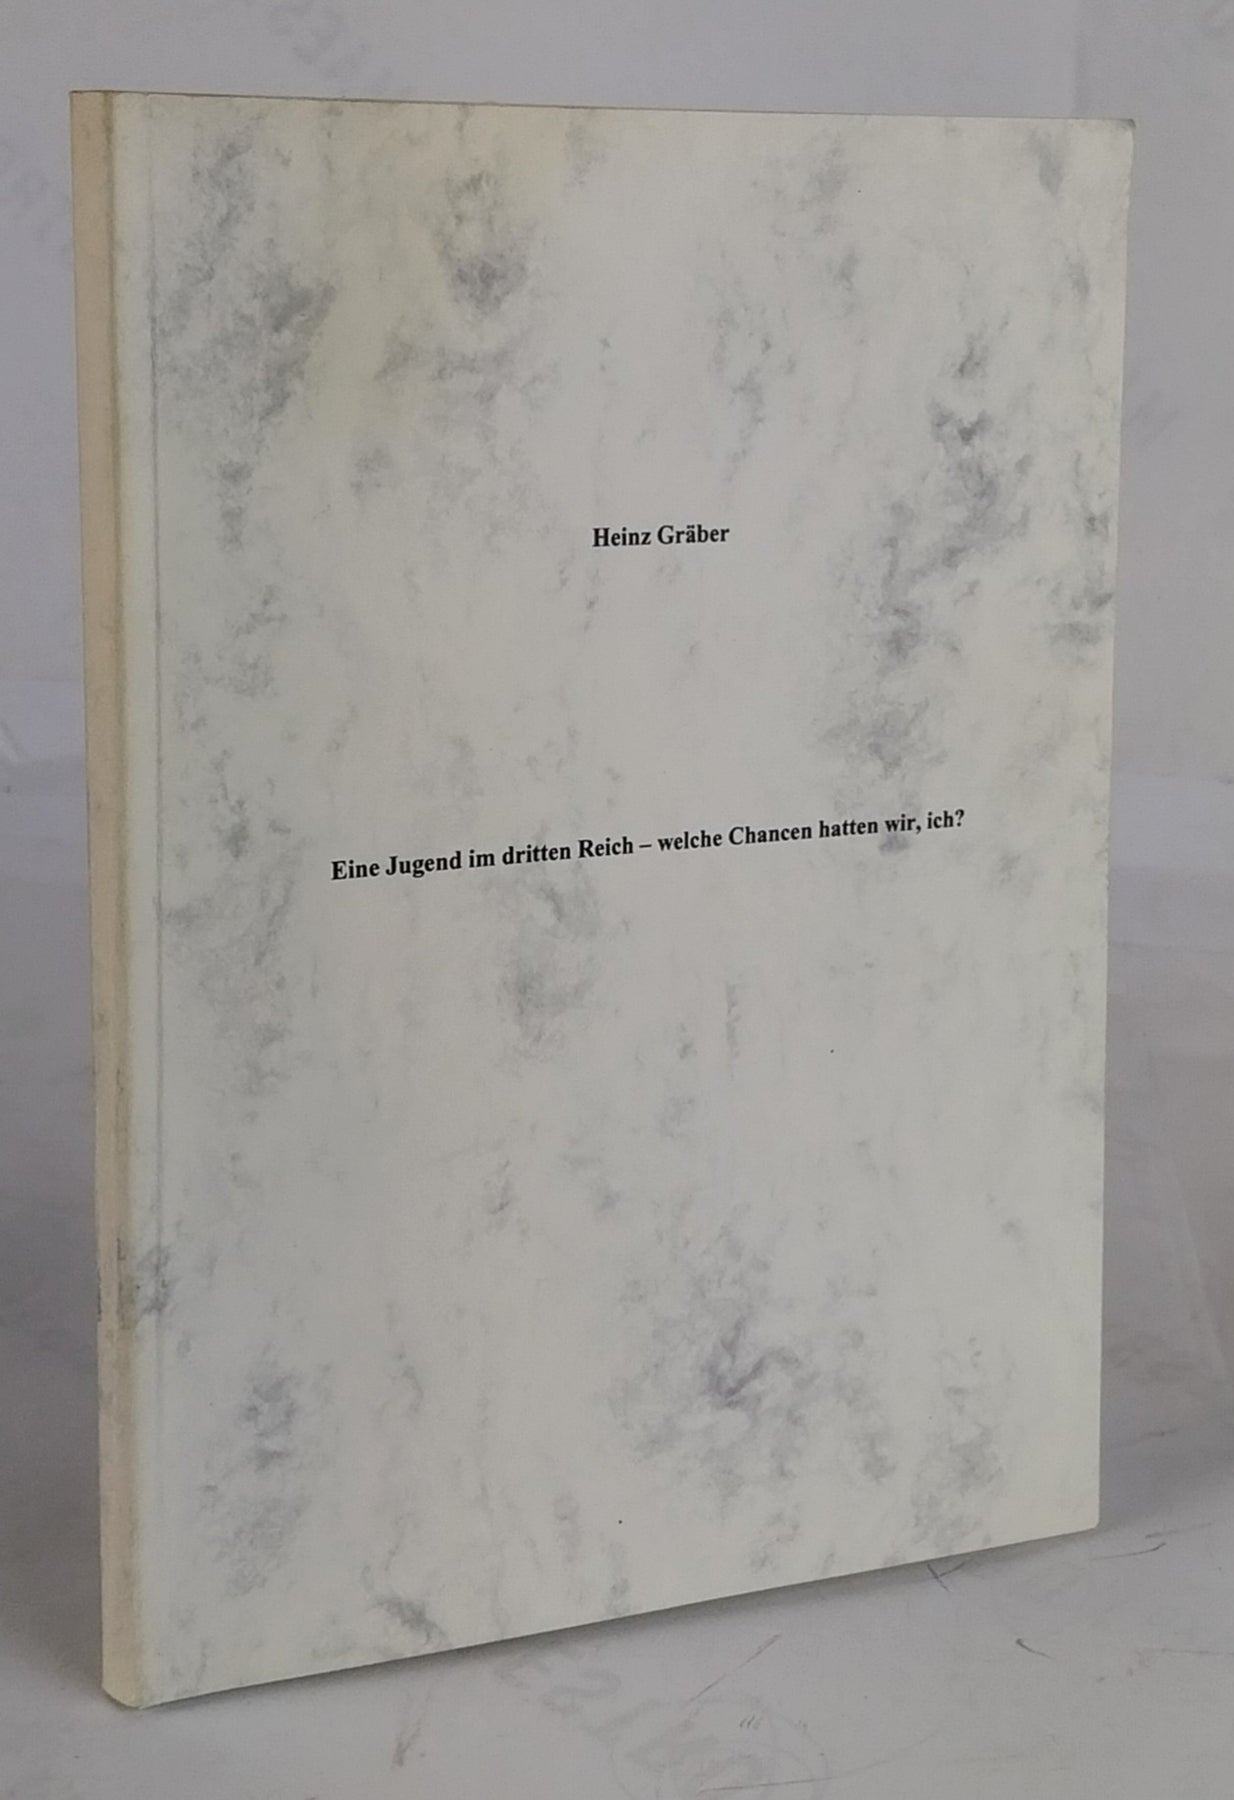 Heinz Gräber
Eine Jugend im dritten Reich – welche Chancen hatten wir, ich?